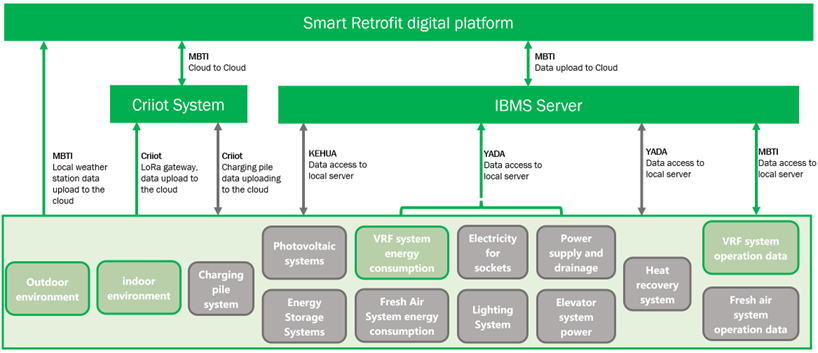 Smart Retrofit digital platform
MBTI
Cloud to Cloud
MBTI
Data upload to Cloud
Criiot System
IBMS Server
MBTI
Local weather
station data
upload to the
cloud
Criiot
LoRa gateway,
data upload to
the cloud
Criiot
Charging pile
data uploading
to the cloud
KEHUA
Data access to
local server
YADA
Data access to
local server
YADA
Data access to
local server
MBTI
Data access to
local server
Outdoor
environment
indoor
environment
Charging
pile
system
Photovoltaic
systems
VRF system
energy
consumption
Electricity
for
sockets
Power
supply and
drainage
Heat
recovery
system
VRF system
operation data
Energy
Storage
Systems
Fresh Air
System energy
consumption
Lighting
System
Elevator
system
power
Fresh air
system
operation data